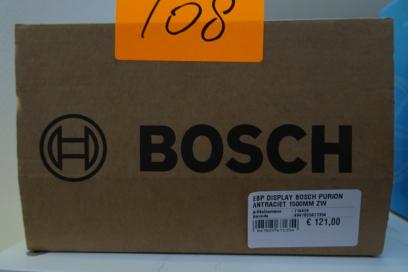 108
BOSCH
EBP DISPLAY BOSCH PURION
ANTRACIET 1500MM ZW
€ 121,00